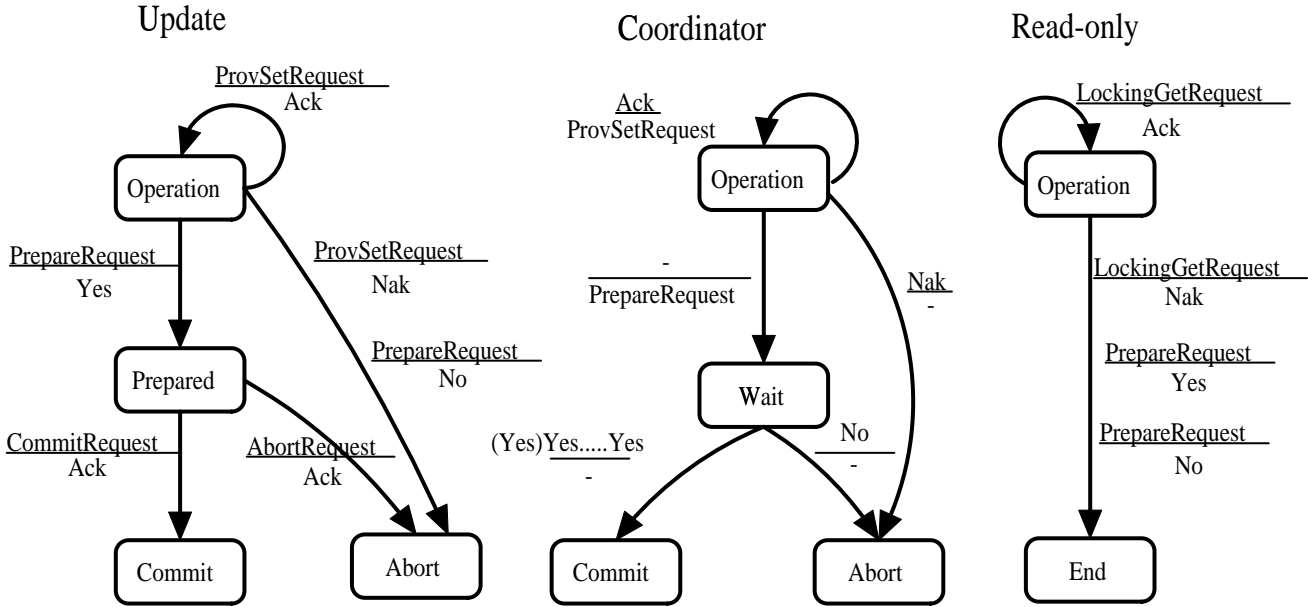 Update
ProvSetRequest
Ack
Operation
PrepareRequest
Yes
ProvSetRequest
Nak
PrepareRequest
No
Prepared
CommitRequest
Ack
AbortRequest
Ack
Commit
Abort
Coordinator
Ack
ProvSetRequest
Operation
-
PrepareRequest
Nak
-
Wait
(Yes)Yes.....Yes
-
No
-
Commit
Abort
Read-only
LockingGetRequest
Ack
Operation
LockingGetRequest
Nak
PrepareRequest
Yes
PrepareRequest
No
End